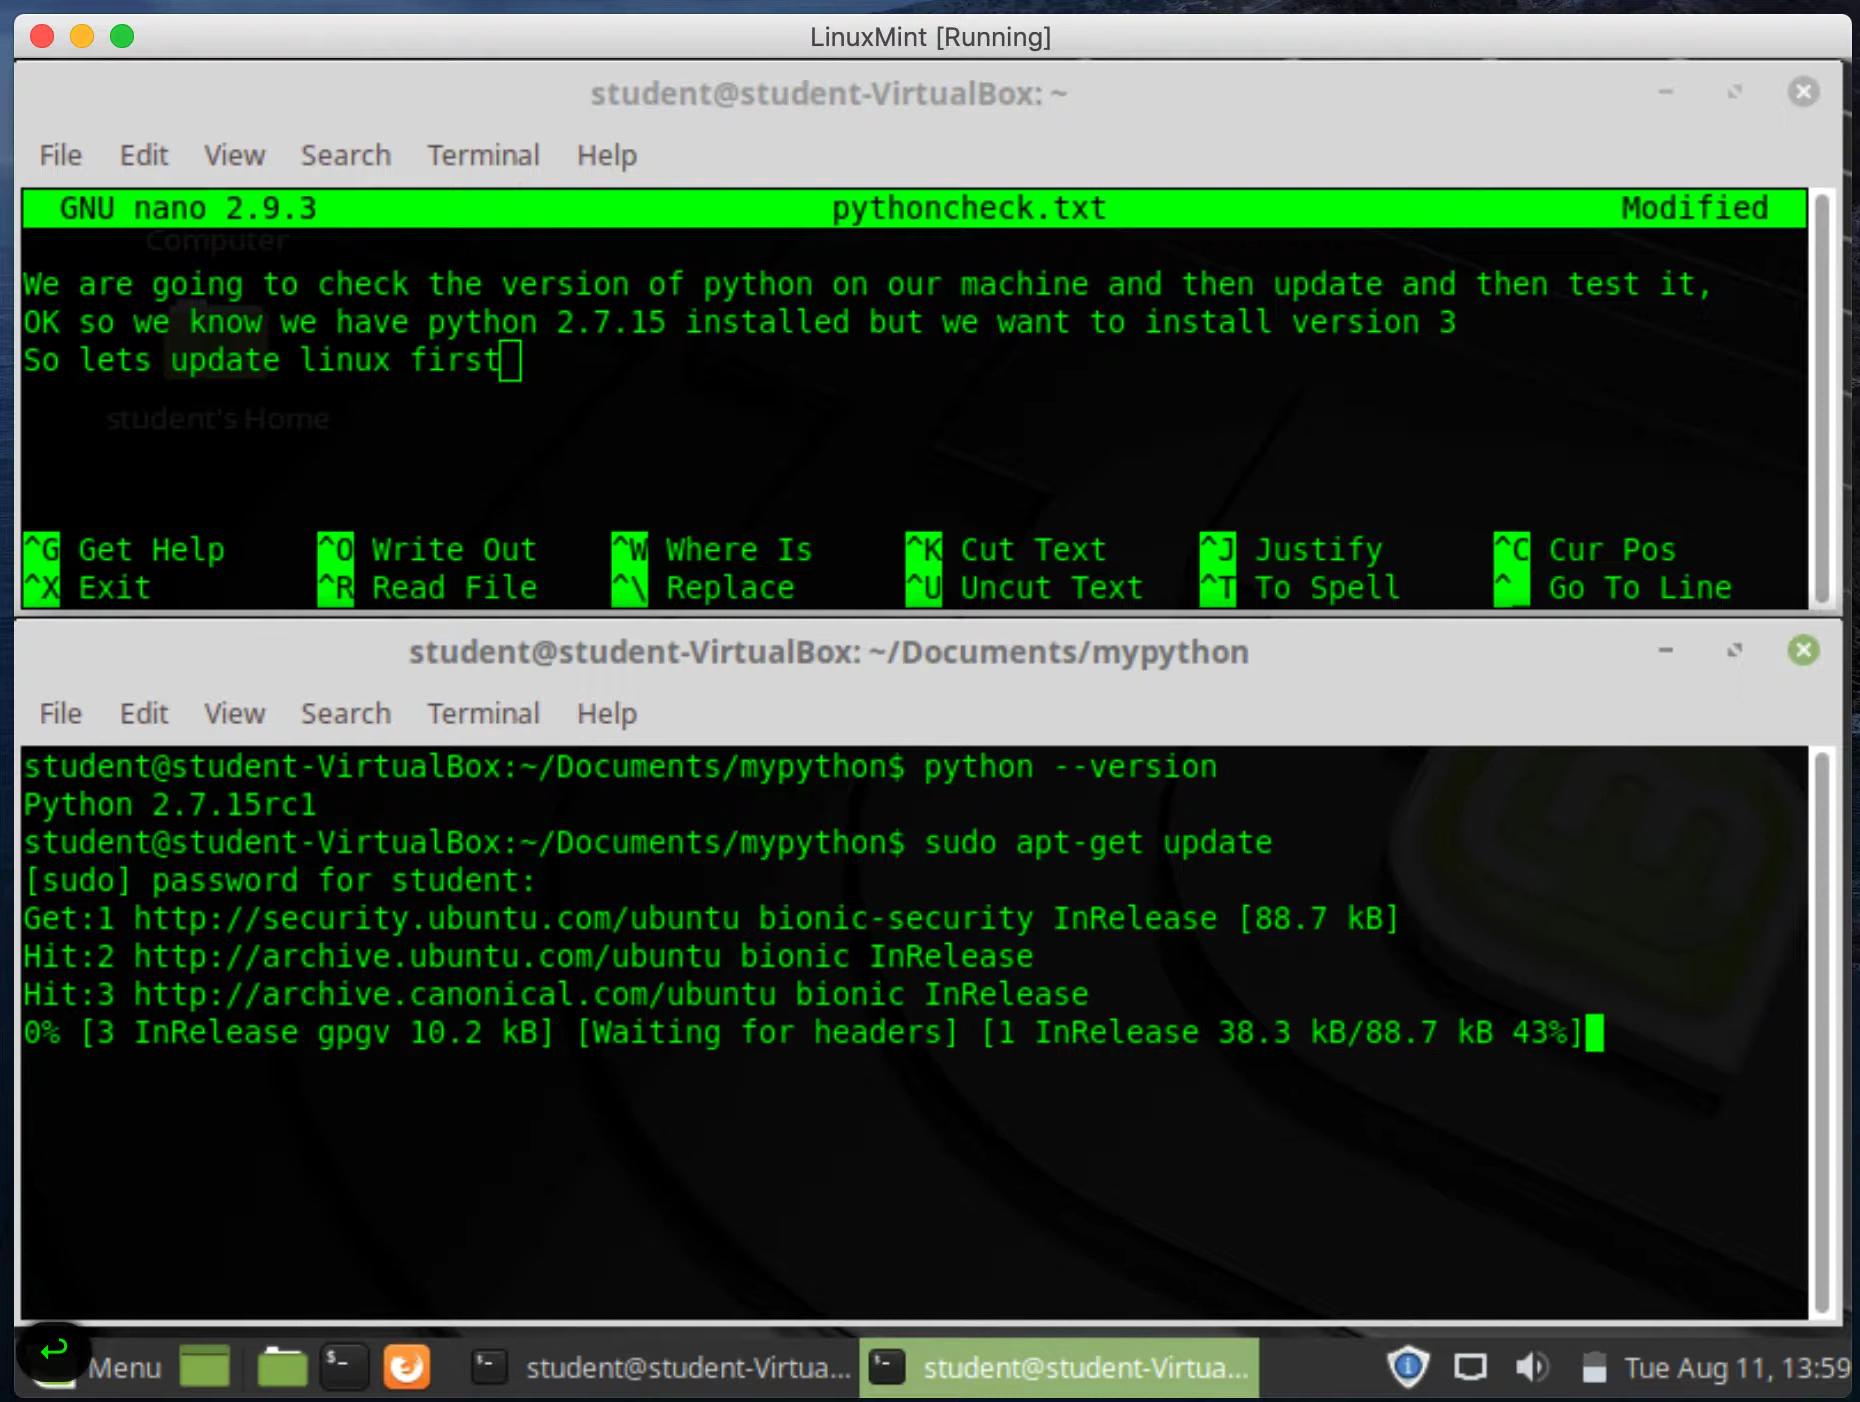 LinuxMint [Running]
student@student-VirtualBox: ~
File Edit View Search Terminal Help
GNU nano 2.9.3 pythoncheck.txt Modified
Computer
We are going to check the version of python on our machine and then update and then test it,
OK so we know we have python 2.7.15 installed but we want to install version 3
So lets update linux first
student's Home
^G Get Help ^O Write Out ^W Where Is ^K Cut Text ^J Justify ^C Cur Pos
^X Exit ^R Read File ^\ Replace ^U Uncut Text ^T To Spell ^_ Go To Line
student@student-VirtualBox: ~/Documents/mypython
File Edit View Search Terminal Help
student@student-VirtualBox:~/Documents/mypython$ python --version
Python 2.7.15rc1
student@student-VirtualBox:~/Documents/mypython$ sudo apt-get update
[sudo] password for student:
Get:1 http://security.ubuntu.com/ubuntu bionic-security InRelease [88.7 kB]
Hit:2 http://archive.ubuntu.com/ubuntu bionic InRelease
Hit:3 http://archive.canonical.com/ubuntu bionic InRelease
0% [3 InRelease gpgv 10.2 kB] [Waiting for headers] [1 InRelease 38.3 kB/88.7 kB 43%]
Menu $- student@student-Virtua... student@student-Virtua... Tue Aug 11, 13:59